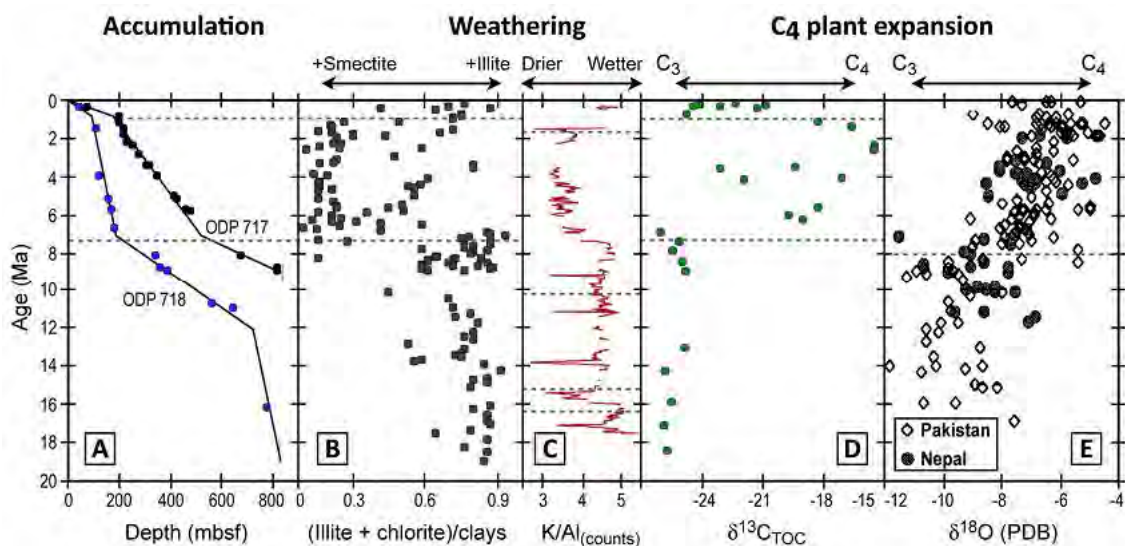 Accumulation Weathering C4 plant expansion
+Smectite +Illite Drier Wetter C3 C4 C3 C4
0
2
4
6
8
10
12
14
16
18
20
Age (Ma)
ODP 717
ODP 718
A B C D E
Pakistan
Nepal
0 200 400 600 800 0 0.3 0.6 0.9 3 4 5 -24 -21 -18 -15 -12 -10 -8 -6 -4
Depth (mbsf) (Illite + chlorite)/clays K/Al(counts) δ13CTOC δ18O (PDB)